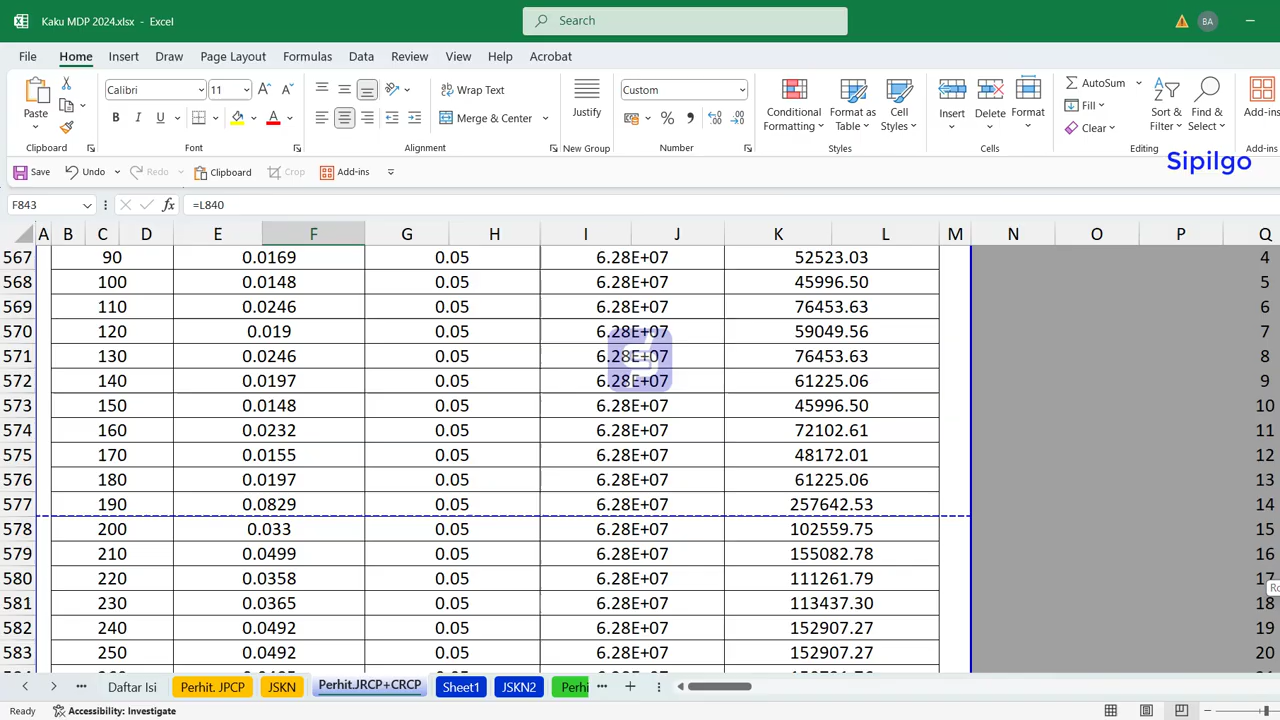 Kaku MDP 2024.xlsx - Excel
Search
BA
File Home Insert Draw Page Layout Formulas Data Review View Help Acrobat
Calibri 11 Wrap Text Custom AutoSum
Paste Merge & Center Justify Conditional Formatting Format as Table Cell Styles Insert Delete Format Fill Clear Sort & Filter Find & Select Add-ins
Clipboard Font Alignment New Group Number Styles Cells Editing Add-ins
Save Undo Redo Clipboard Crop Add-ins
Sipilgo
F843 fx =L840
A B C D E F G H I J K L M N O P Q
567 90 0.0169 0.05 6.28E+07 52523.03 4
568 100 0.0148 0.05 6.28E+07 45996.50 5
569 110 0.0246 0.05 6.28E+07 76453.63 6
570 120 0.019 0.05 6.28E+07 59049.56 7
571 130 0.0246 0.05 6.28E+07 76453.63 8
572 140 0.0197 0.05 6.28E+07 61225.06 9
573 150 0.0148 0.05 6.28E+07 45996.50 10
574 160 0.0232 0.05 6.28E+07 72102.61 11
575 170 0.0155 0.05 6.28E+07 48172.01 12
576 180 0.0197 0.05 6.28E+07 61225.06 13
577 190 0.0829 0.05 6.28E+07 257642.53 14
578 200 0.033 0.05 6.28E+07 102559.75 15
579 210 0.0499 0.05 6.28E+07 155082.78 16
580 220 0.0358 0.05 6.28E+07 111261.79 17
581 230 0.0365 0.05 6.28E+07 113437.30 18
582 240 0.0492 0.05 6.28E+07 152907.27 19
583 250 0.0492 0.05 6.28E+07 152907.27 20
Daftar Isi Perhit. JPCP JSKN Perhit.JRCP+CRCP Sheet1 JSKN2 Perhi
Ready Accessibility: Investigate